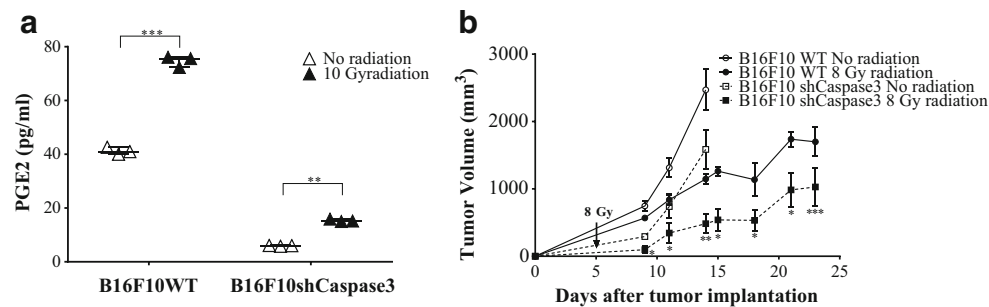 a
***
No radiation
10 Gyradiation
PGE2 (pg/ml)
80
60
40
20
0
**
B16F10WT
B16F10shCaspase3
b
B16F10 WT No radiation
B16F10 WT 8 Gy radiation
B16F10 shCaspase3 No radiation
B16F10 shCaspase3 8 Gy radiation
Tumor Volume (mm3)
3000
2000
1000
0
8 Gy
*
*
**
*
*
*
***
0
5
10
15
20
25
Days after tumor implantation